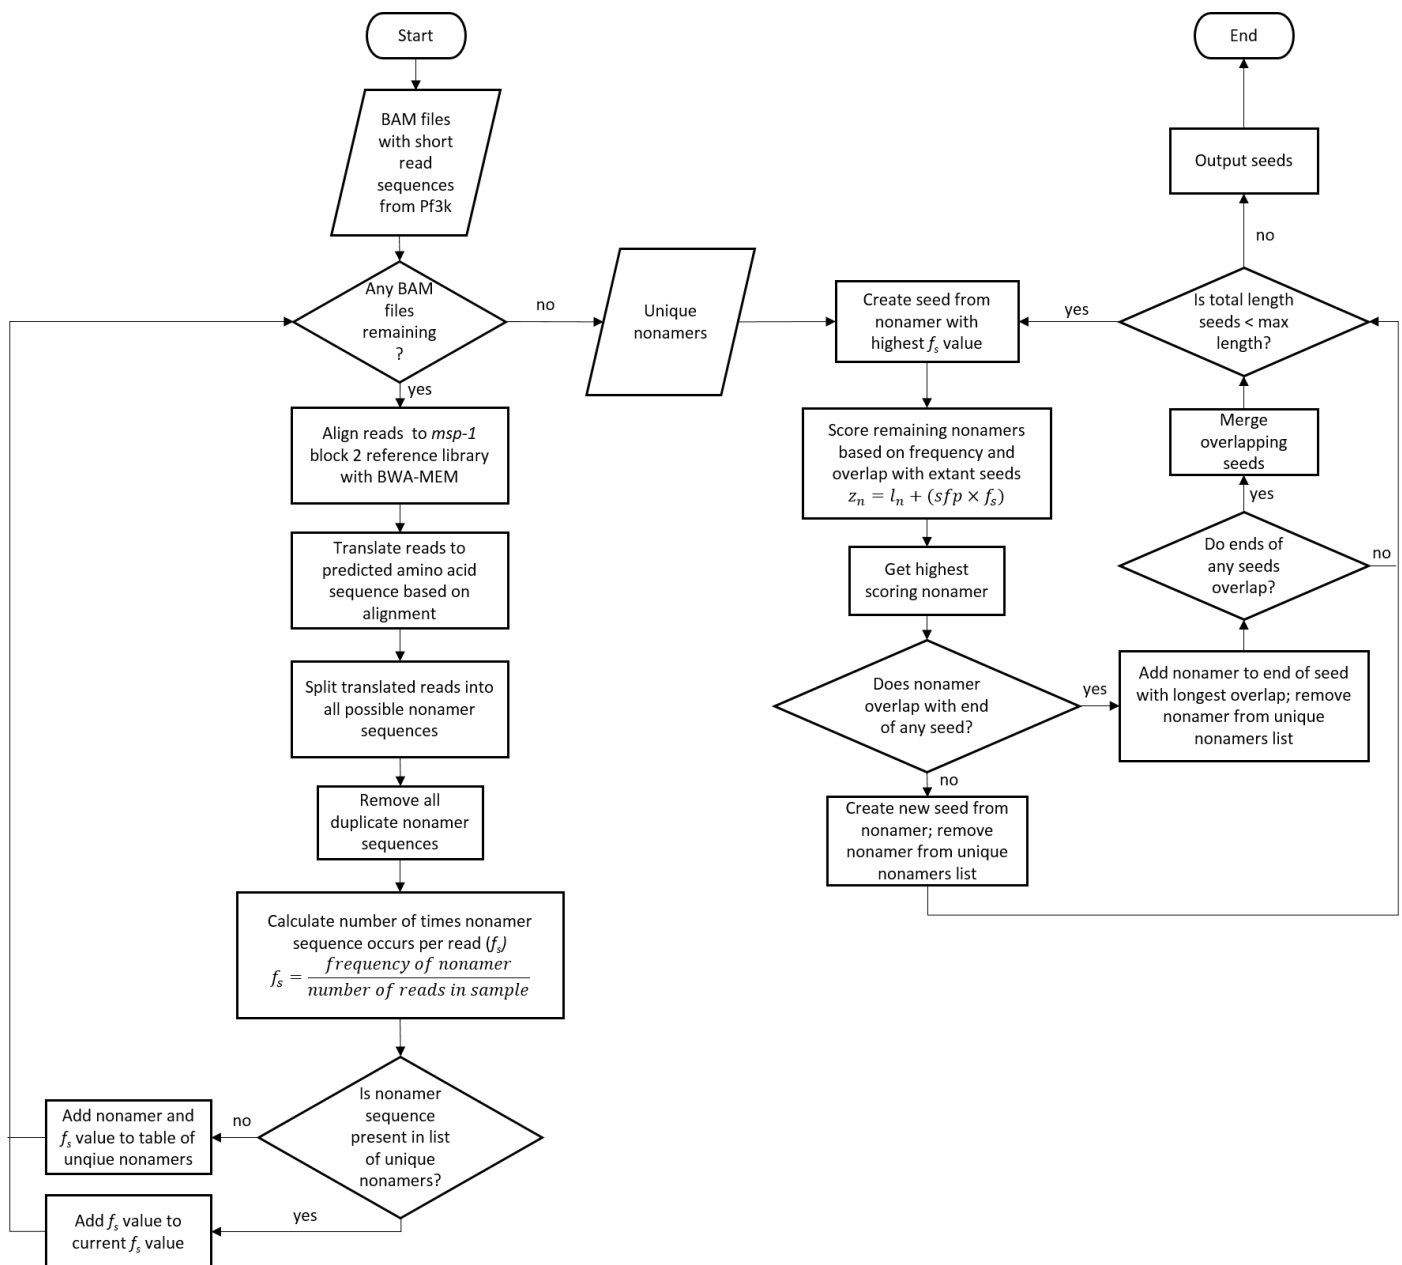 Start
BAM files
with short
read
sequences
from Pf3k
Any BAM
files
remaining
?
no
yes
Align reads to msp-1
block 2 reference library
with BWA-MEM
Translate reads to
predicted amino acid
sequence based on
alignment
Split translated reads into
all possible nonamer
sequences
Remove all
duplicate nonamer
sequences
Calculate number of times nonamer
sequence occurs per read (fs)
fs = frequency of nonamer / number of reads in sample
Is nonamer
sequence
present in list
of unique
nonamers?
no
Add nonamer and
fs value to table of
unqiue nonamers
yes
Add fs value to
current fs value
Unique
nonamers
Create seed from
nonamer with
highest fs value
Score remaining nonamers
based on frequency and
overlap with extant seeds
zn = ln + (sfp × fs)
Get highest
scoring nonamer
Does nonamer
overlap with end
of any seed?
yes
no
Create new seed from
nonamer; remove
nonamer from unique
nonamers list
Add nonamer to end of seed
with longest overlap; remove
nonamer from unique
nonamers list
Do ends of
any seeds
overlap?
no
yes
Merge
overlapping
seeds
Is total length
seeds < max
length?
yes
no
Output seeds
End